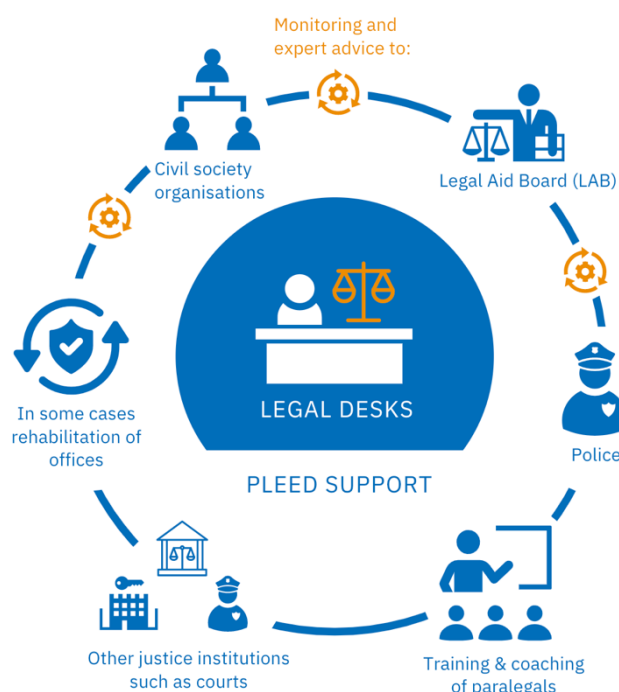 Monitoring and
expert advice to:
Civil society
organisations
Legal Aid Board (LAB)
In some cases
rehabilitation of
offices
LEGAL DESKS
Police
PLEED SUPPORT
Other justice institutions
such as courts
Training & coaching
of paralegals